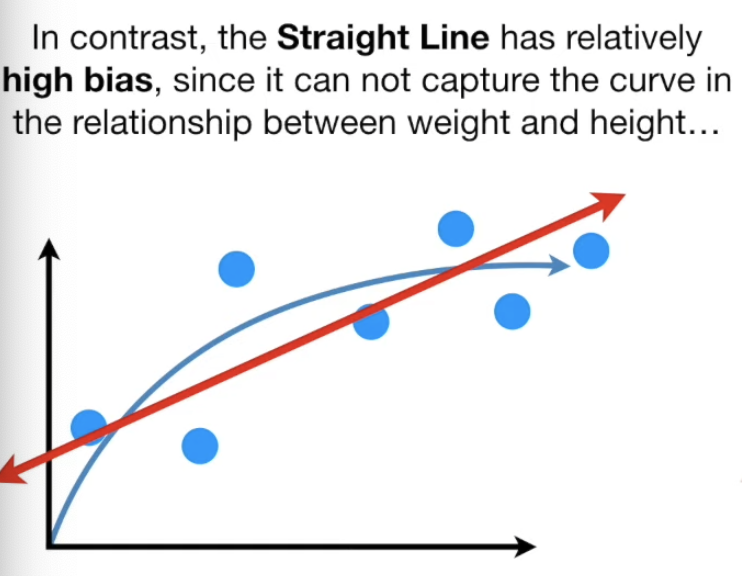 In contrast, the Straight Line has relatively
high bias, since it can not capture the curve in
the relationship between weight and height...